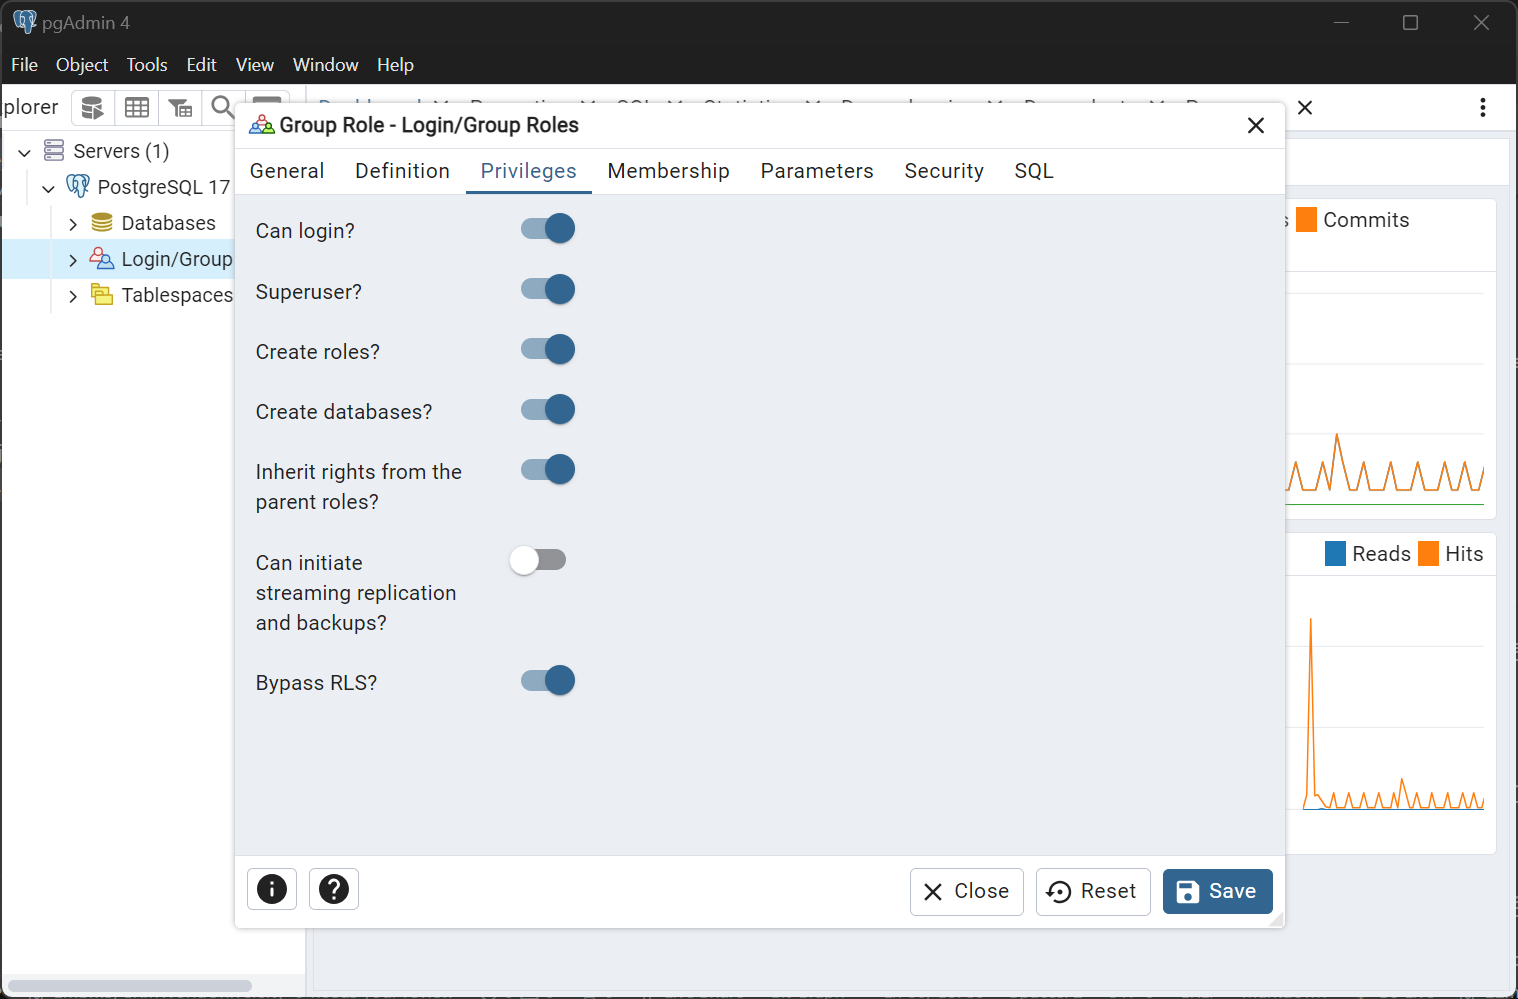 pgAdmin 4
File Object Tools Edit View Window Help
plorer
Group Role - Login/Group Roles
General Definition Privileges Membership Parameters Security SQL
Servers (1)
PostgreSQL 17
Databases
Login/Group
Tablespaces
Can login?
Superuser?
Create roles?
Create databases?
Inherit rights from the
parent roles?
Can initiate
streaming replication
and backups?
Bypass RLS?
Commits
Reads Hits
Close Reset Save